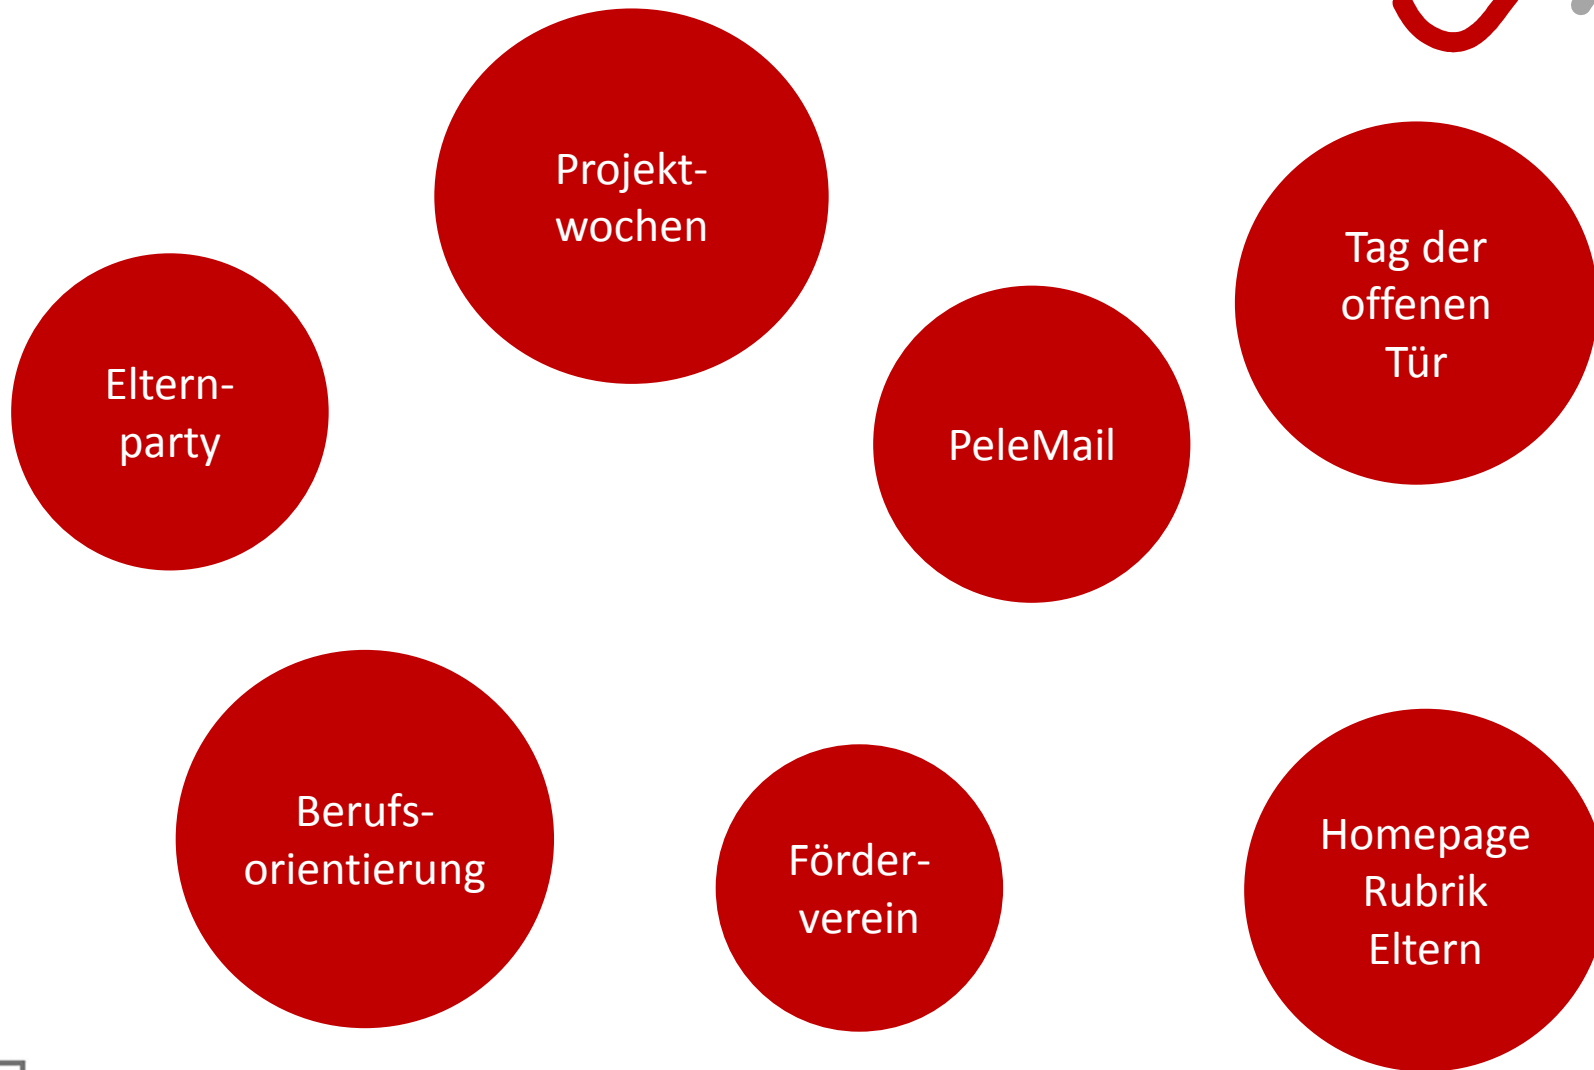 Projekt-
wochen
Tag der
offenen
Tür
Eltern-
party
PeleMail
Berufs-
orientierung
Förder-
verein
Homepage
Rubrik
Eltern